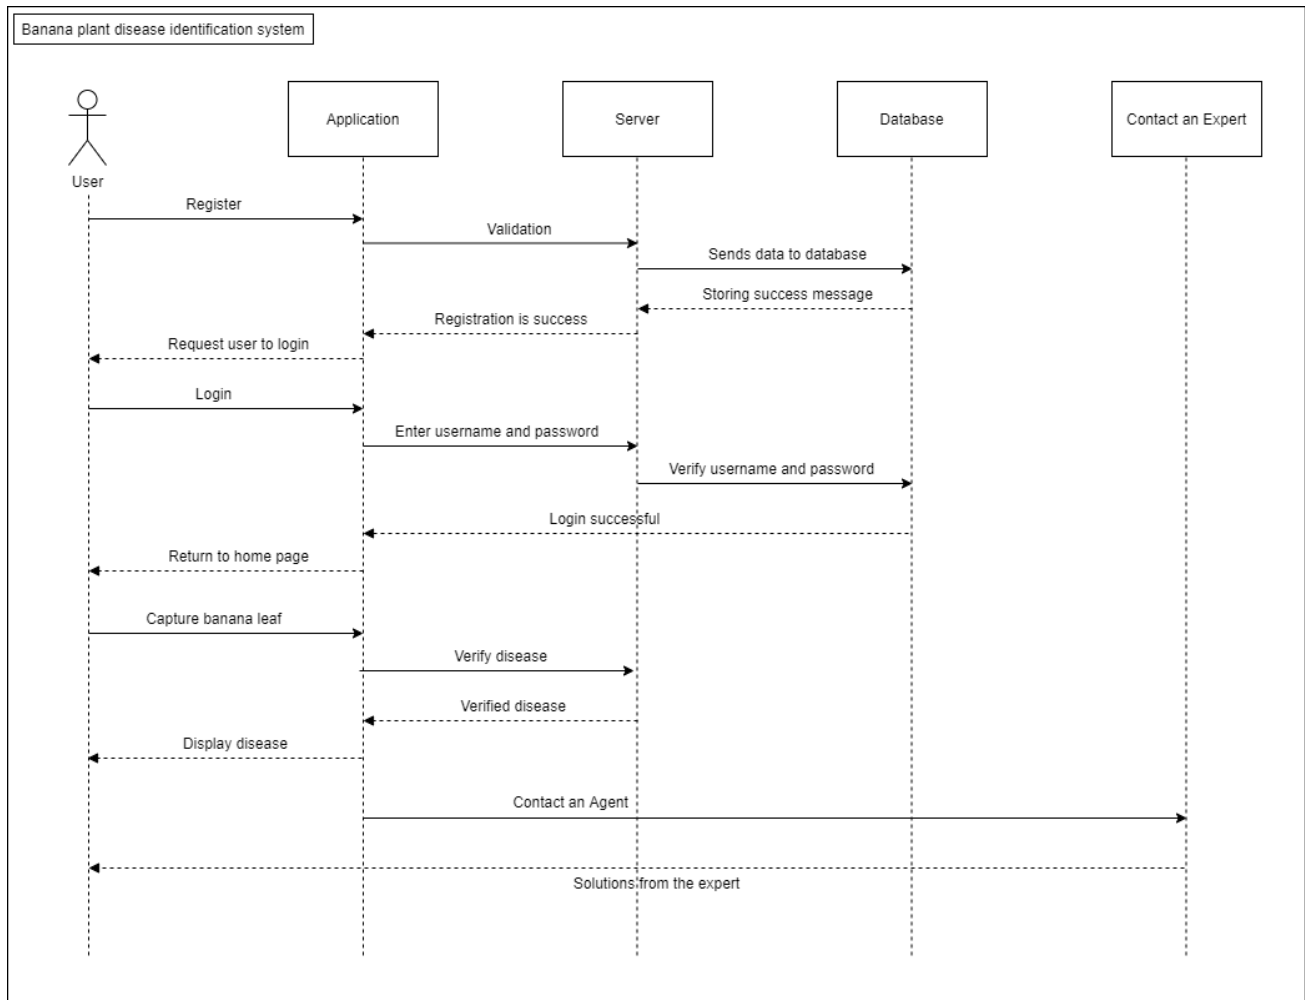 Banana plant disease identification system
Application
Server
Database
Contact an Expert
User
Register
Validation
Sends data to database
Storing success message
Registration is success
Request user to login
Login
Enter username and password
Verify username and password
Login successful
Return to home page
Capture banana leaf
Verify disease
Verified disease
Display disease
Contact an Agent
Solutions from the expert